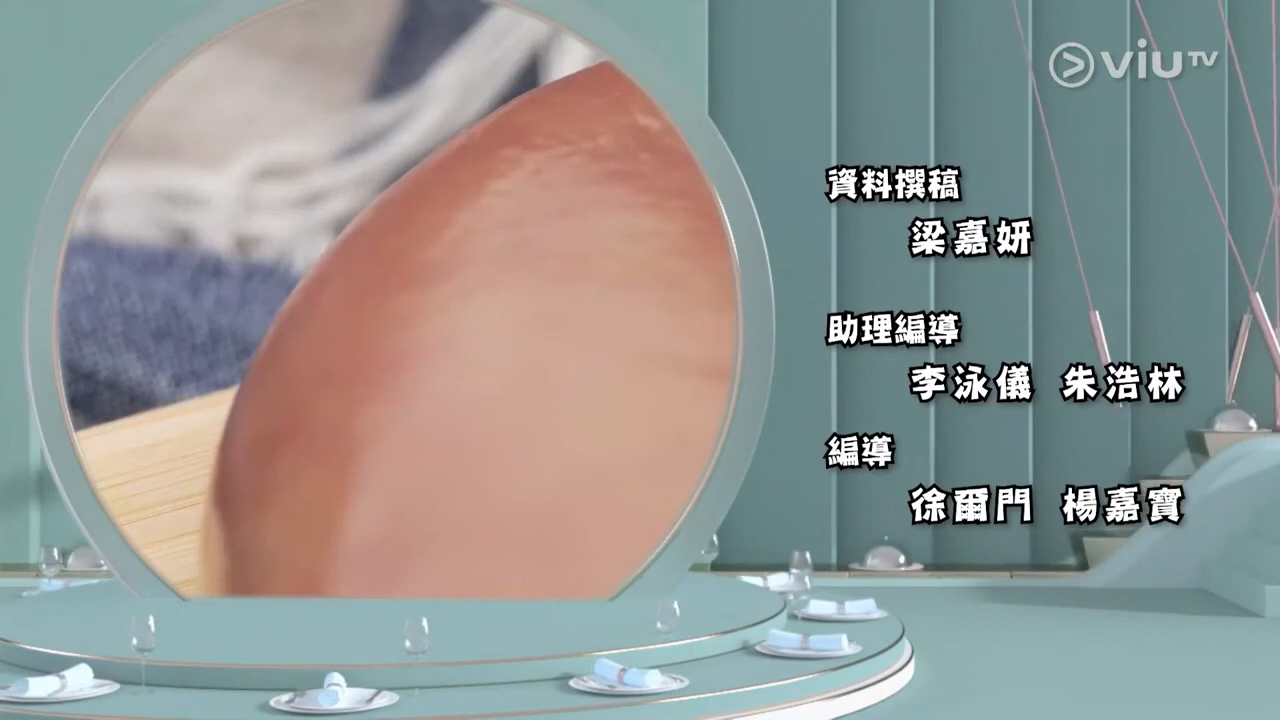 viuTV
資料撰稿
梁嘉妍
助理編導
李泳儀 朱浩林
編導
徐爾門 楊嘉寶